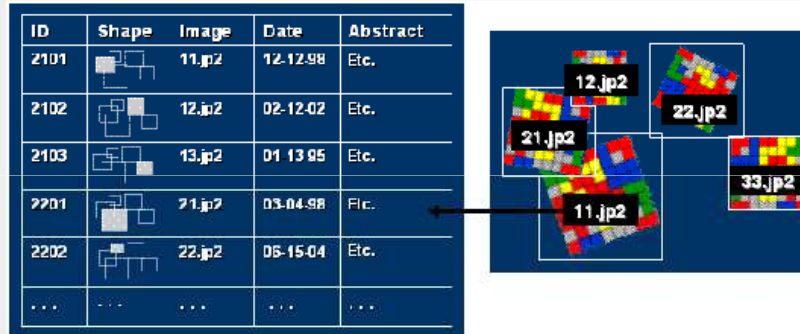 ID Shape Image Date Abstract
2101 11.jp2 12-12-98 Etc.
2102 12.jp2 02-12-02 Etc.
2103 13.jp2 01-13-95 Etc.
2201 21.jp2 03-04-98 Etc.
2202 22.jp2 06-15-04 Etc.
... ... ... ... ...
12.jp2
22.jp2
21.jp2
33.jp2
11.jp2